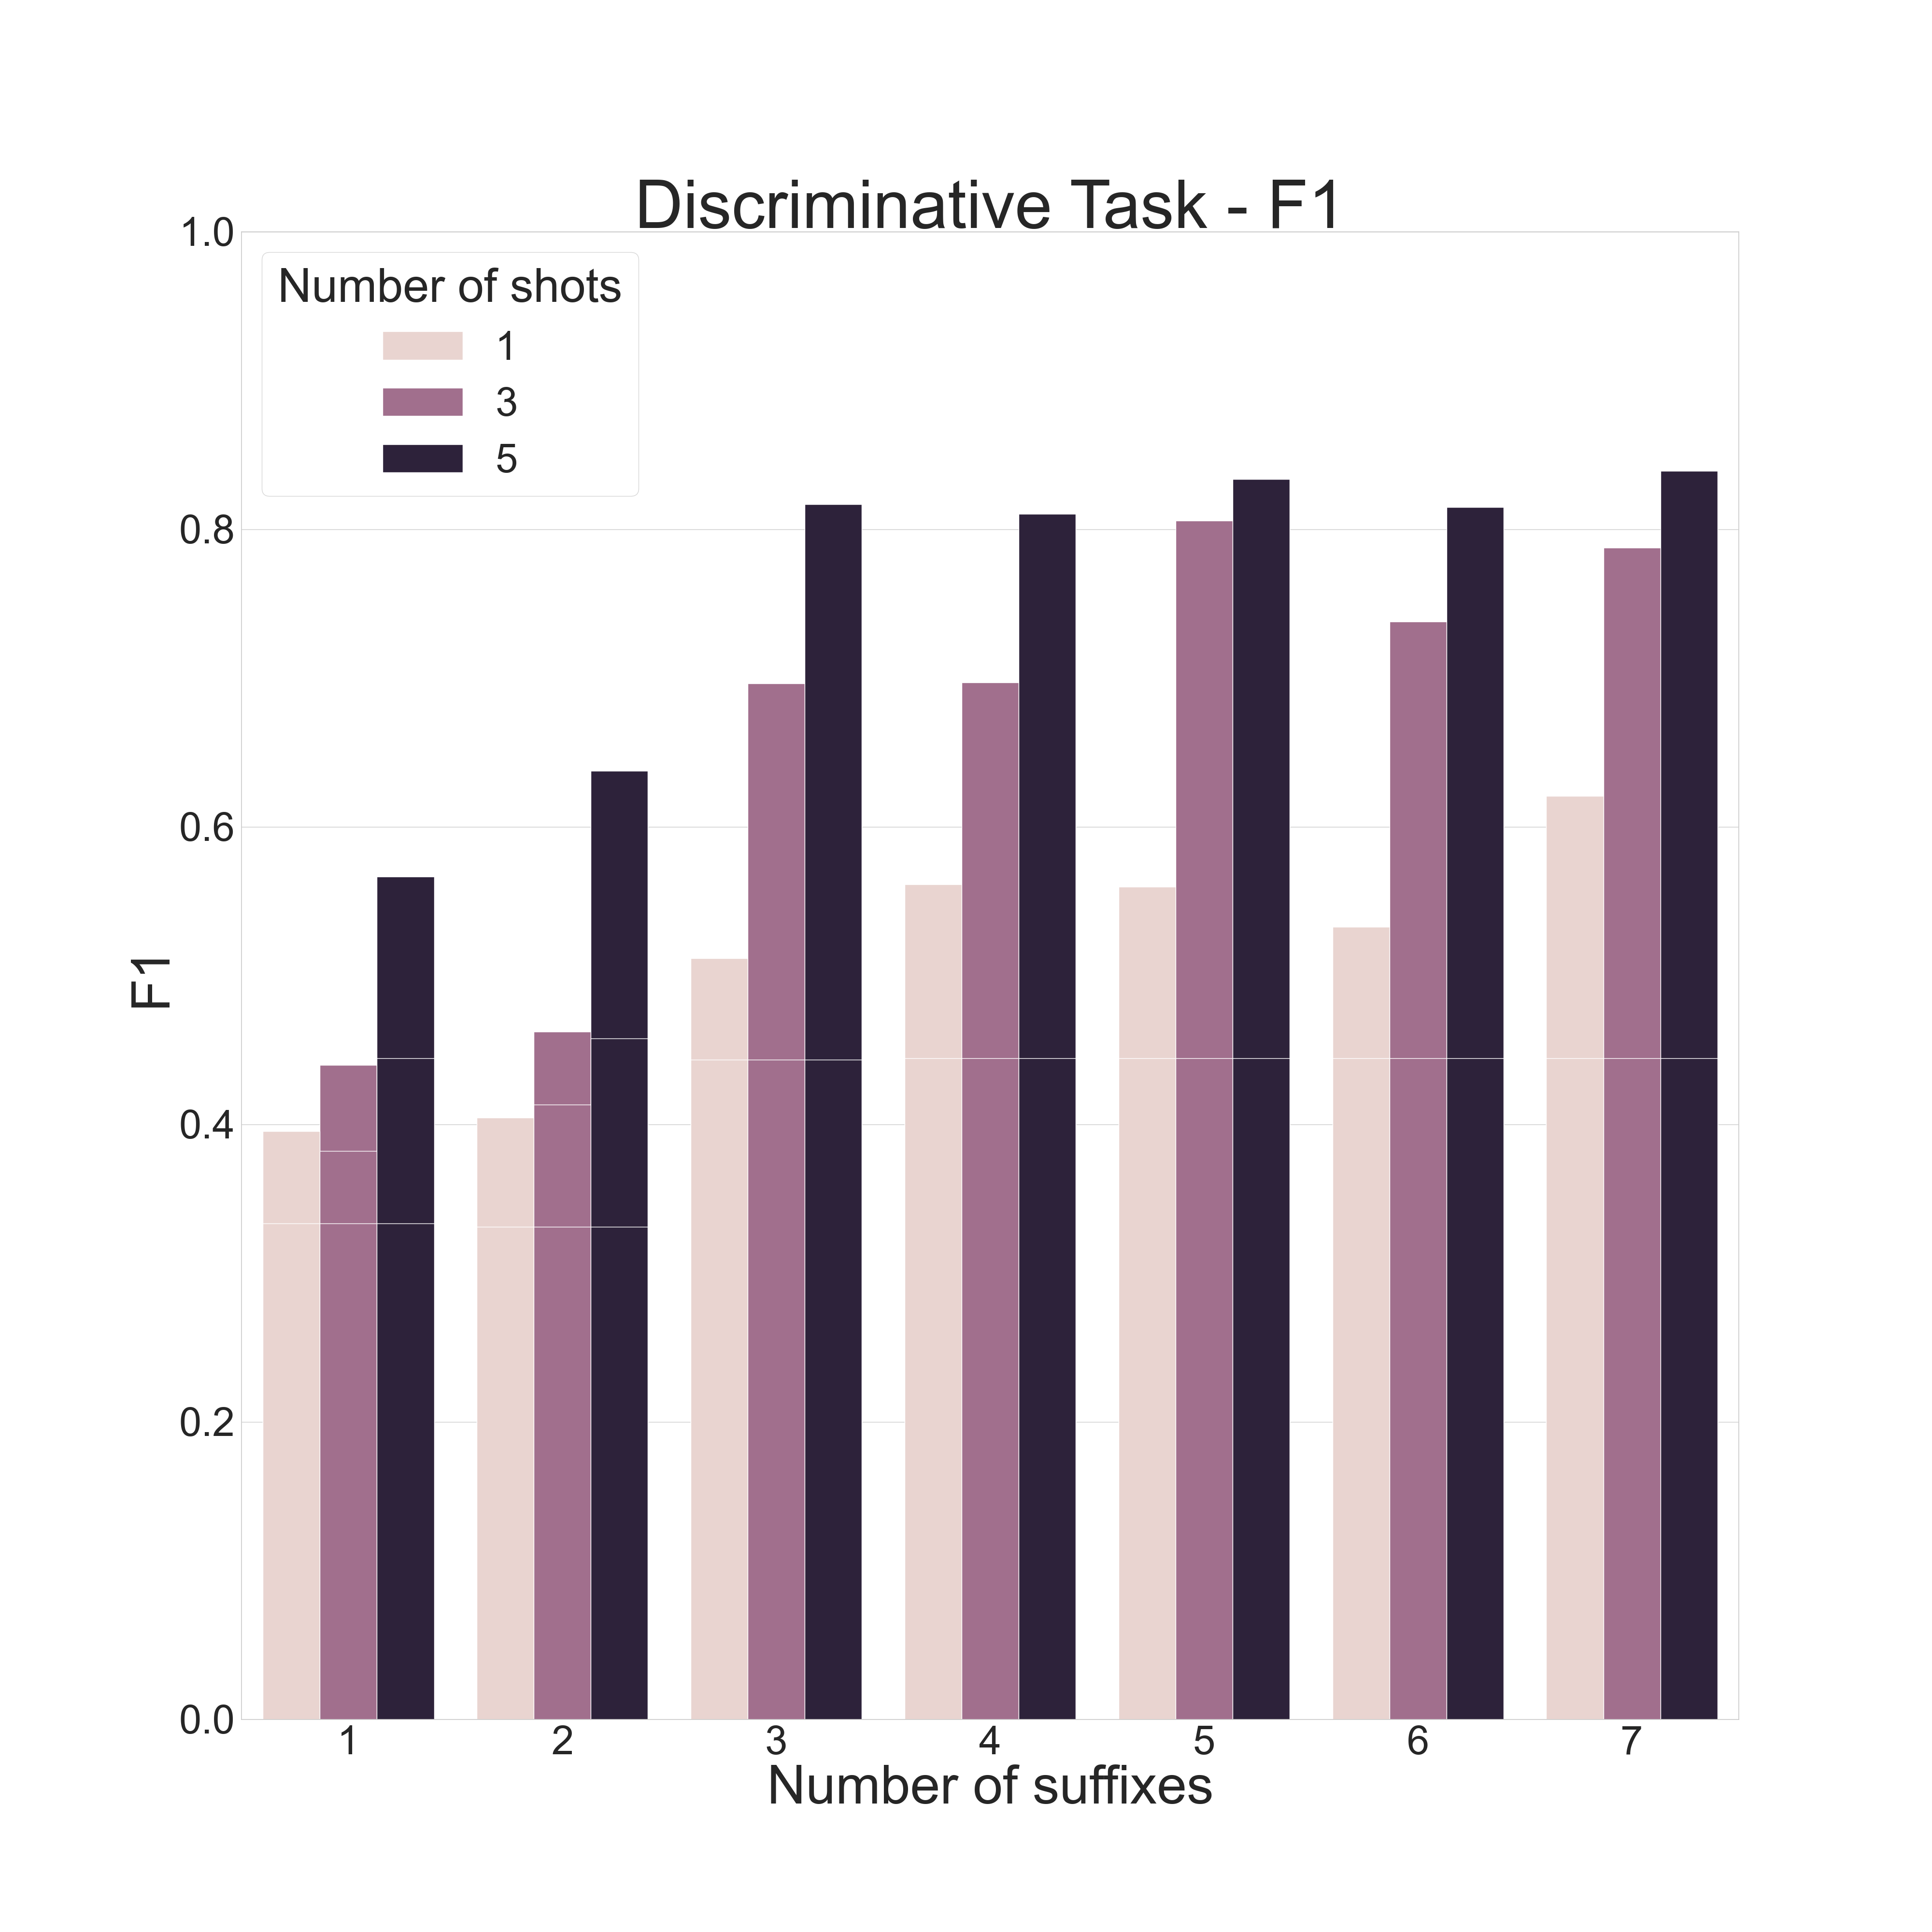 Discriminative Task - F1
1.0
Number of shots
1
3
5
0.8
0.6
F1
0.4
0.2
0.0
1 2 3 4 5 6 7
Number of suffixes